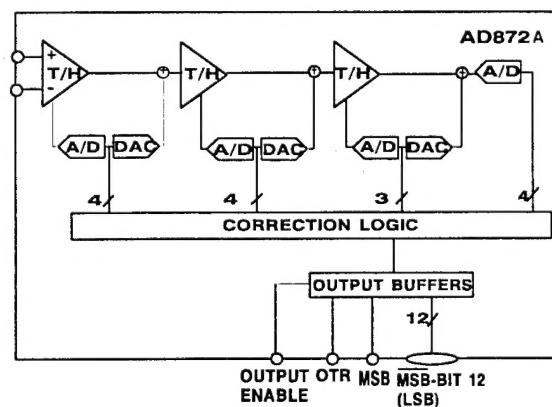 AD872A
+
-
T/H
T/H
T/H
A/D
A/D
DAC
A/D
DAC
A/D
DAC
4
4
3
4
CORRECTION LOGIC
OUTPUT BUFFERS
12
OUTPUT ENABLE
OTR
MSB
MSB-BIT 12
(LSB)